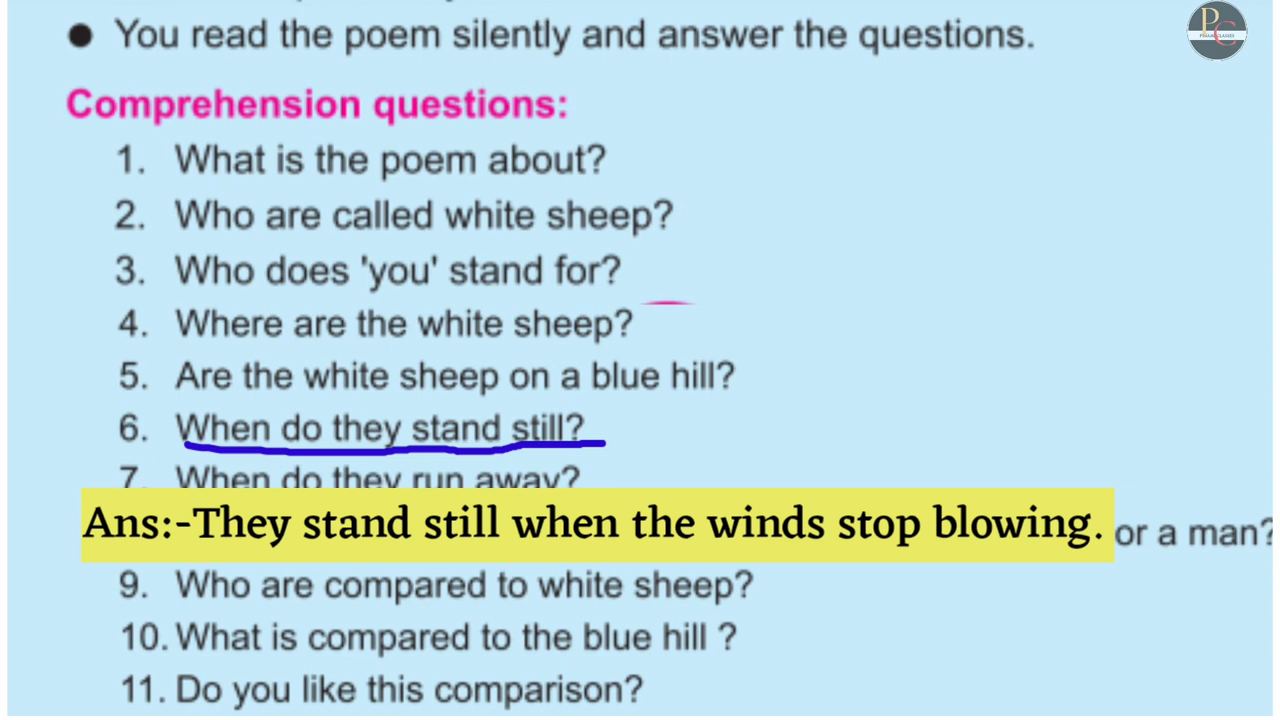 ● You read the poem silently and answer the questions.
PC
Comprehension questions:
1. What is the poem about?
2. Who are called white sheep?
3. Who does 'you' stand for?
4. Where are the white sheep?
5. Are the white sheep on a blue hill?
6. When do they stand still?
7. When do they run away?
Ans:-They stand still when the winds stop blowing. or a man?
9. Who are compared to white sheep?
10. What is compared to the blue hill ?
11. Do you like this comparison?